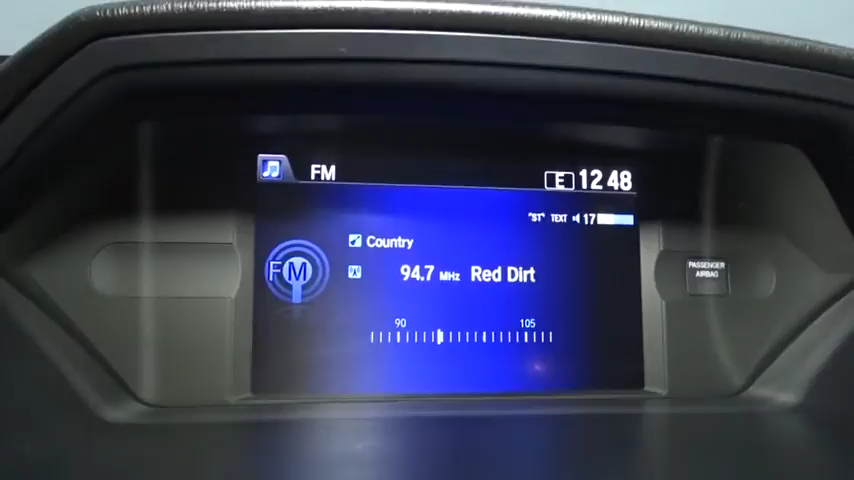 FM
E 12 48
"ST" TEXT 17
Country
FM
94.7 MHz Red Dirt
90 105
PASSENGER
AIRBAG